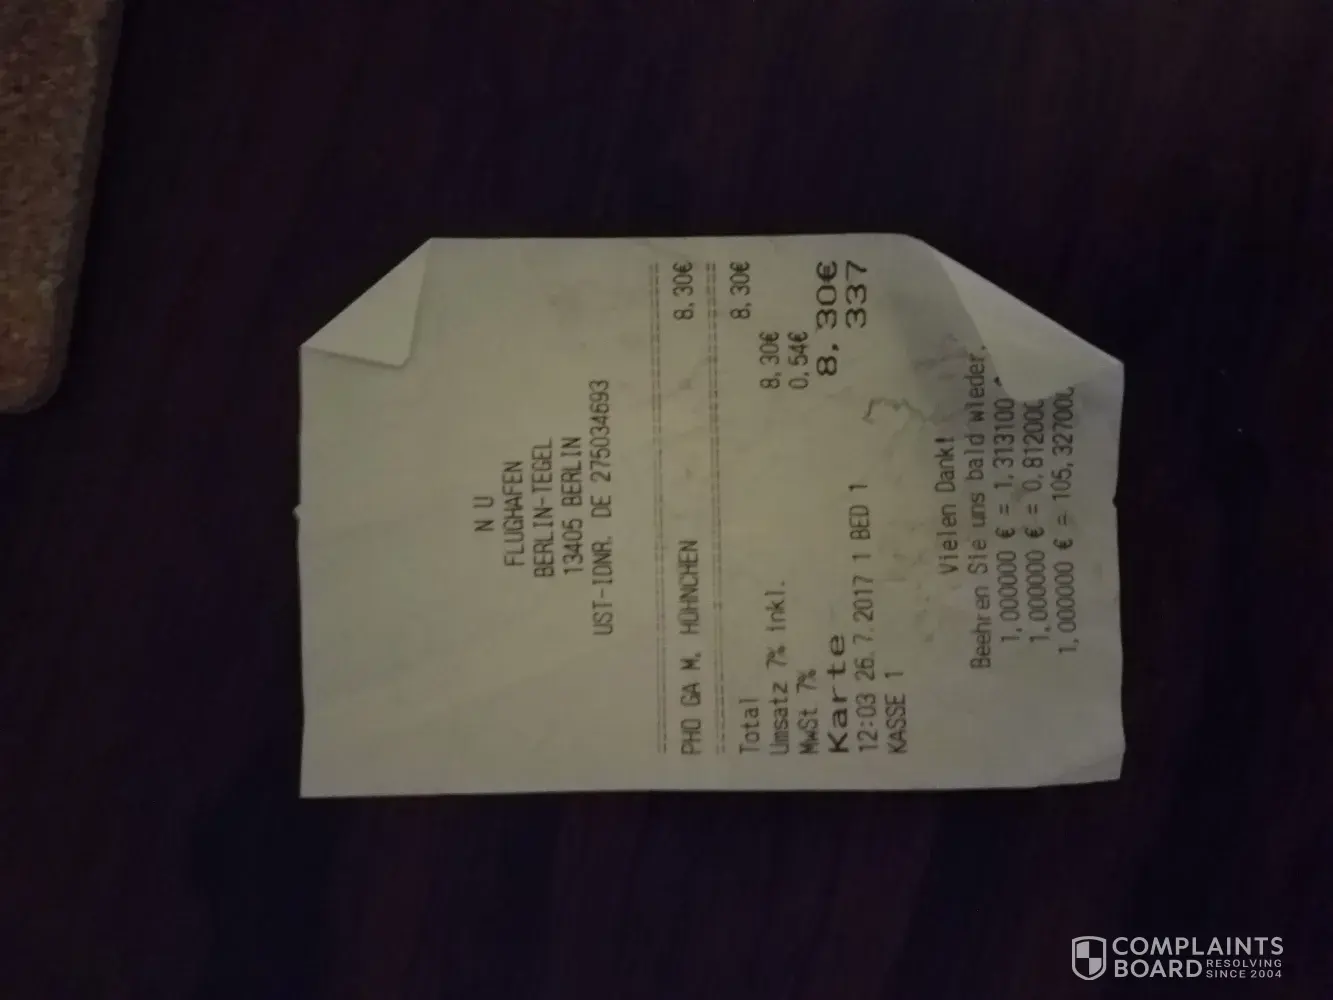 N U
FLUGHAFEN
BERLIN-TEGEL
13405 BERLIN
UST-IDNR. DE 275034693
PHO GA M. HÜHNCHEN 8,30€
Total 8,30€
Umsatz 7% inkl. 8,30€
MwSt 7% 0,54€
Karte 8,30€
12:03 26.7.2017 1 BED 1 337
KASSE 1
Vielen Dank!
Beehren Sie uns bald wieder.
1,000000 € = 1,313100
1,000000 € = 0,812000
1,000000 € = 105,327000
COMPLAINTS
BOARD RESOLVING
SINCE 2004